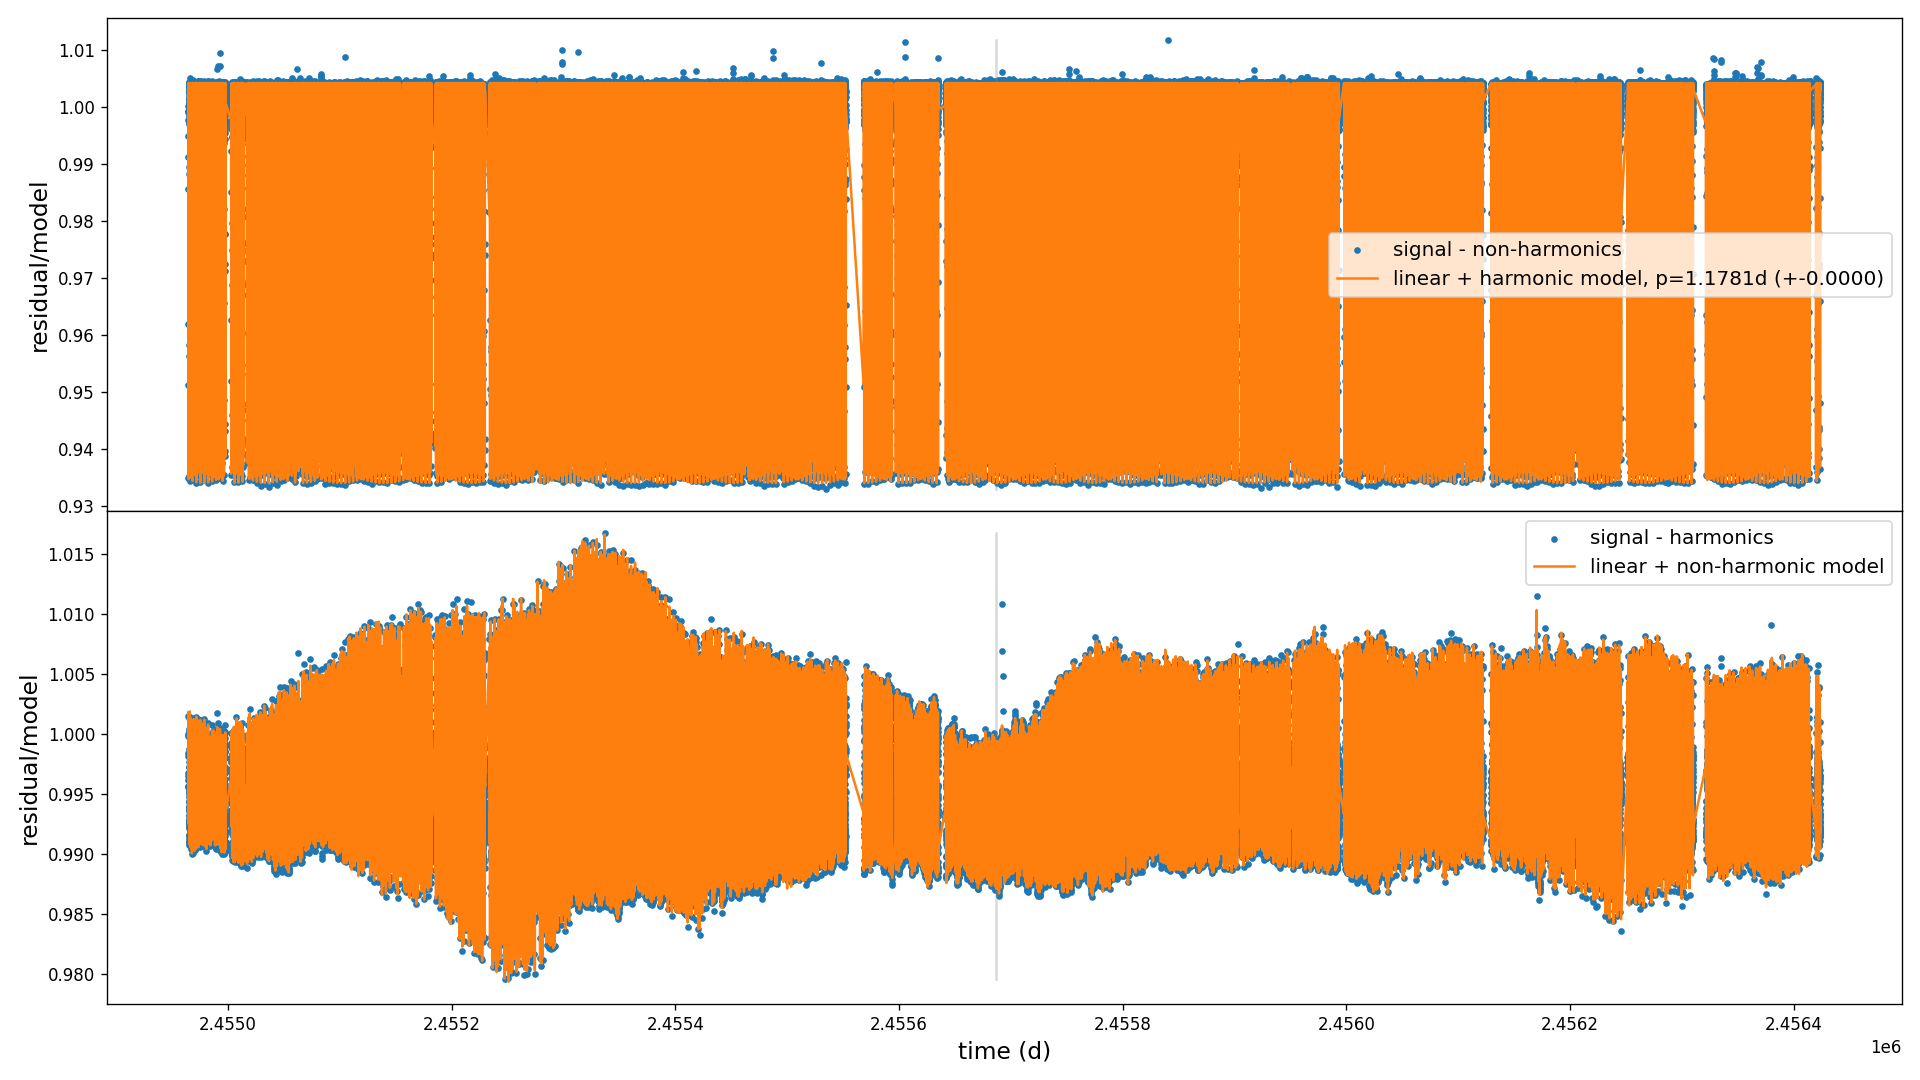 1.01
1.00
0.99
0.98
0.97
0.96
0.95
0.94
0.93
residual/model
signal - non-harmonics
linear + harmonic model, p=1.1781d (+-0.0000)
1.015
1.010
1.005
1.000
0.995
0.990
0.985
0.980
residual/model
signal - harmonics
linear + non-harmonic model
2.4550 2.4552 2.4554 2.4556 2.4558 2.4560 2.4562 2.4564
1e6
time (d)